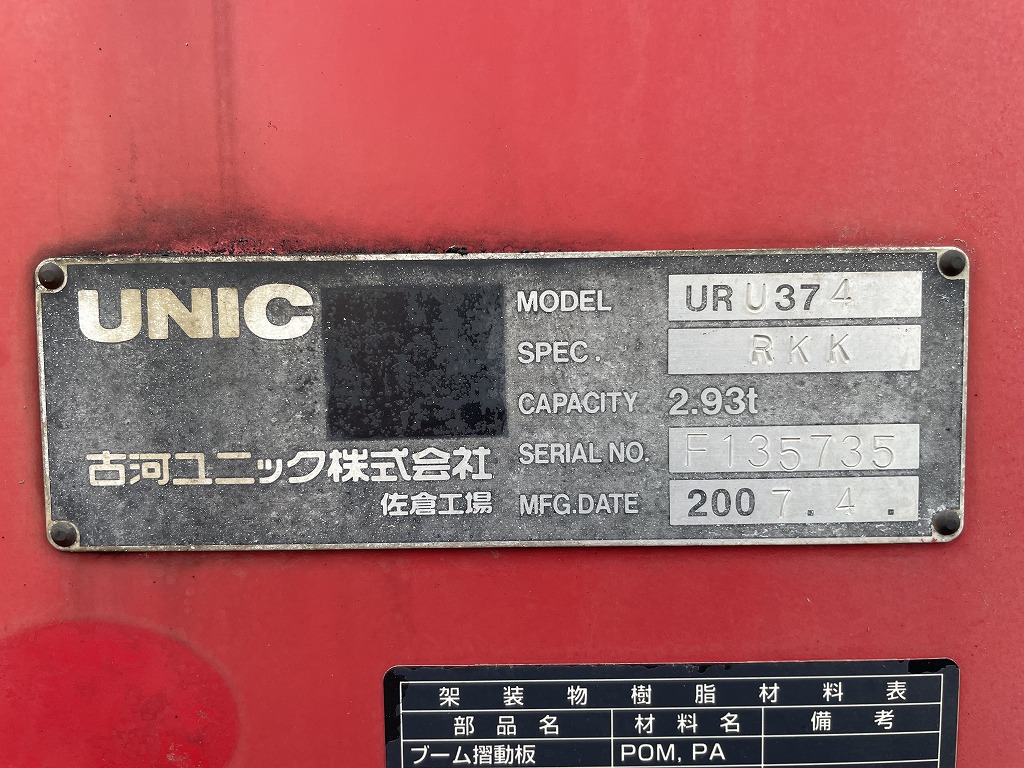 UNIC
古河ユニック株式会社
佐倉工場
MODEL URU374
SPEC. RKK
CAPACITY 2.93t
SERIAL NO. F135735
MFG.DATE 2007.4.
架装物樹脂材料表
部品名 材料名 備考
ブーム摺動板 POM, PA